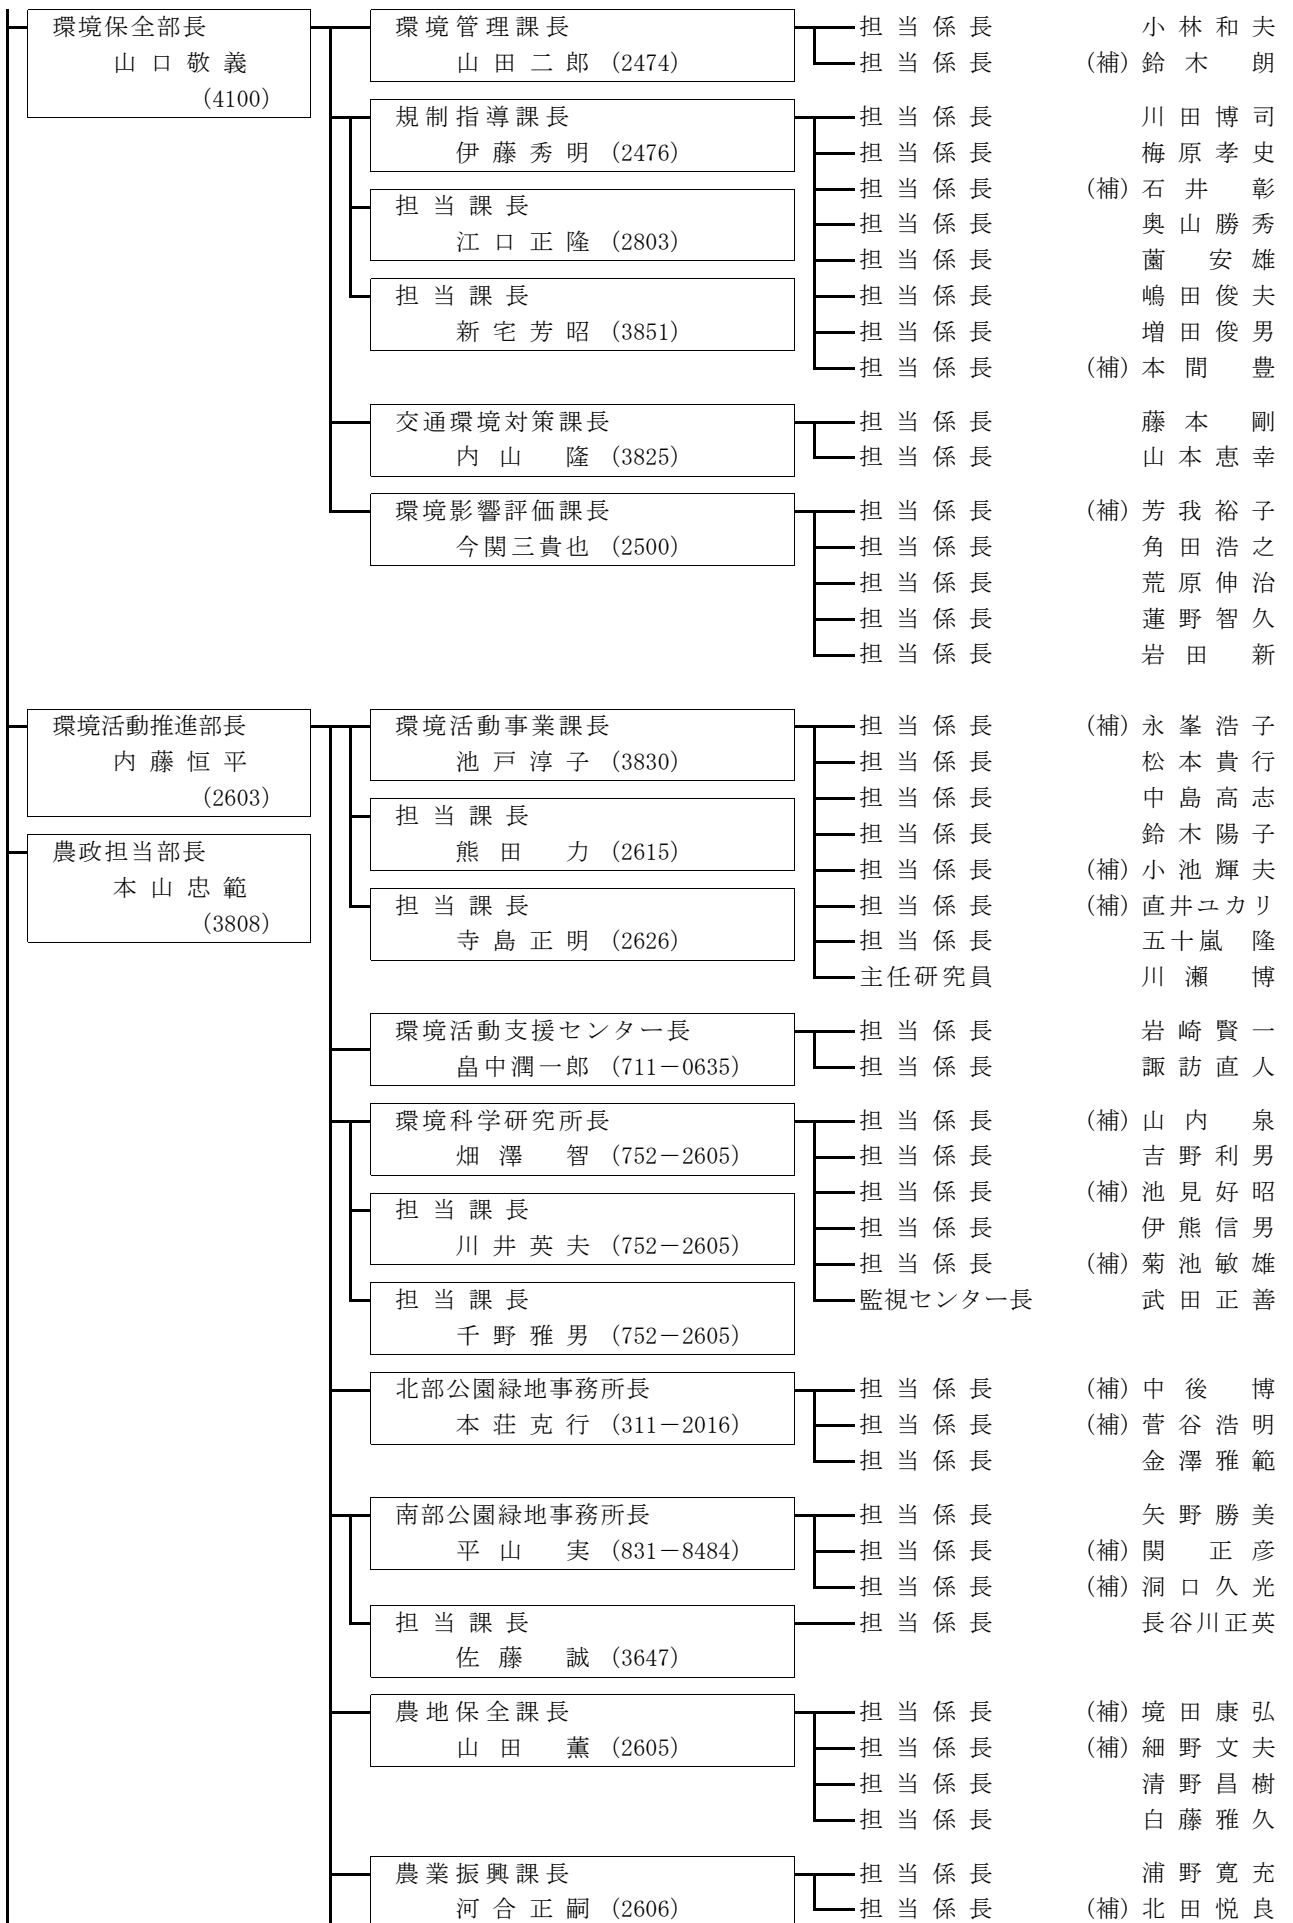 環境保全部長
山口敬義
(4100)
環境管理課長
山田二郎 (2474)
担当係長 小林和夫
担当係長 (補) 鈴木 朗
規制指導課長
伊藤秀明 (2476)
担当課長
江口正隆 (2803)
担当課長
新宅芳昭 (3851)
担当係長 川田博司
担当係長 梅原孝史
担当係長 (補) 石井 彰
担当係長 奥山勝秀
担当係長 薗 安雄
担当係長 嶋田俊夫
担当係長 増田俊男
担当係長 (補) 本間 豊
交通環境対策課長
内山 隆 (3825)
担当係長 藤本 剛
担当係長 山本恵幸
環境影響評価課長
今関三貴也 (2500)
担当係長 (補) 芳我裕子
担当係長 角田浩之
担当係長 荒原伸治
担当係長 蓮野智久
担当係長 岩田 新
環境活動推進部長
内藤恒平
(2603)
農政担当部長
本山忠範
(3808)
環境活動事業課長
池戸淳子 (3830)
担当課長
熊田 力 (2615)
担当課長
寺島正明 (2626)
担当係長 (補) 永峯浩子
担当係長 松本貴行
担当係長 中島高志
担当係長 鈴木陽子
担当係長 (補) 小池輝夫
担当係長 (補) 直井ユカリ
担当係長 五十嵐 隆
主任研究員 川瀬 博
環境活動支援センター長
畠中潤一郎 (711－0635)
担当係長 岩崎賢一
担当係長 諏訪直人
環境科学研究所長
畑澤 智 (752－2605)
担当課長
川井英夫 (752－2605)
担当課長
千野雅男 (752－2605)
担当係長 (補) 山内 泉
担当係長 吉野利男
担当係長 (補) 池見好昭
担当係長 伊熊信男
担当係長 (補) 菊池敏雄
監視センター長 武田正善
北部公園緑地事務所長
本荘克行 (311－2016)
担当係長 (補) 中後 博
担当係長 (補) 菅谷浩明
担当係長 金澤雅範
南部公園緑地事務所長
平山 実 (831－8484)
担当係長 矢野勝美
担当係長 (補) 関 正彦
担当係長 (補) 洞口久光
担当課長
佐藤 誠 (3647)
担当係長 長谷川正英
農地保全課長
山田 薫 (2605)
担当係長 (補) 境田康弘
担当係長 (補) 細野文夫
担当係長 清野昌樹
担当係長 白藤雅久
農業振興課長
河合正嗣 (2606)
担当係長 浦野寛充
担当係長 (補) 北田悦良